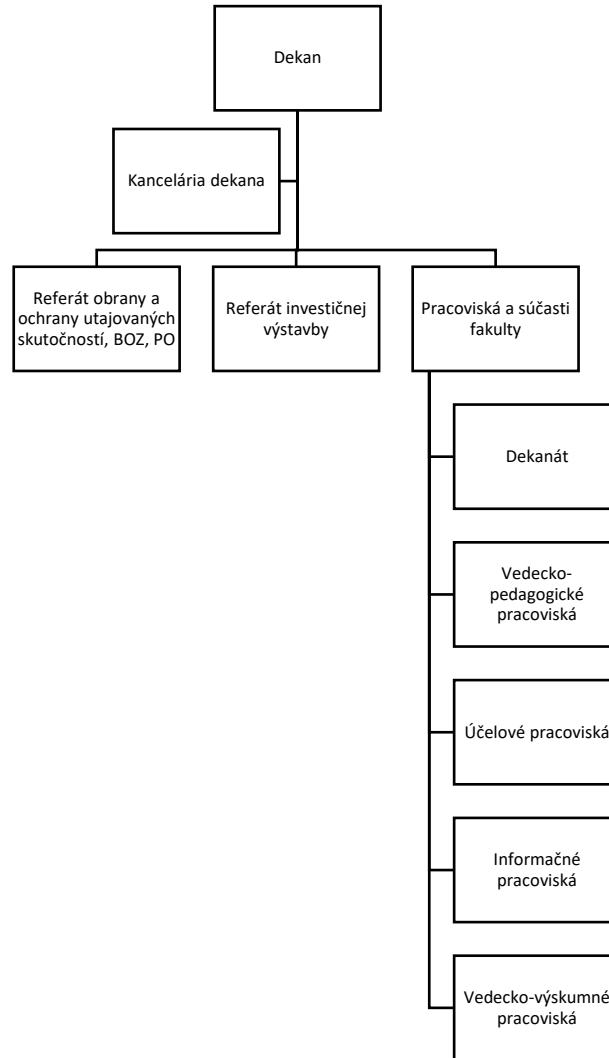 Dekan
Kancelária dekana
Referát obrany a
ochrany utajovaných
skutočností, BOZ, PO
Referát investičnej
výstavby
Pracoviská a súčasti
fakulty
Dekanát
Vedecko-
pedagogické
pracoviská
Účelové pracoviská
Informačné
pracoviská
Vedecko-výskumné
pracoviská